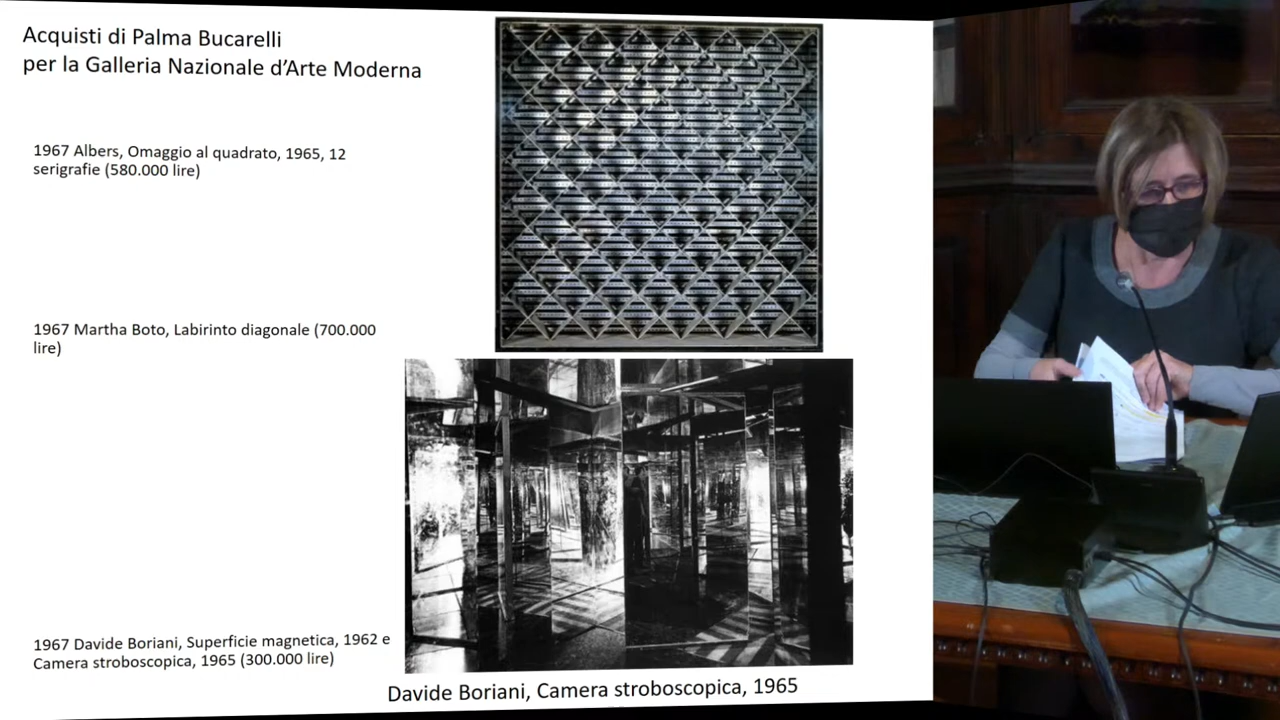 Acquisti di Palma Bucarelli
per la Galleria Nazionale d'Arte Moderna
1967 Albers, Omaggio al quadrato, 1965, 12
serigrafie (580.000 lire)
1967 Martha Boto, Labirinto diagonale (700.000
lire)
1967 Davide Boriani, Superficie magnetica, 1962 e
Camera stroboscopica, 1965 (300.000 lire)
Davide Boriani, Camera stroboscopica, 1965